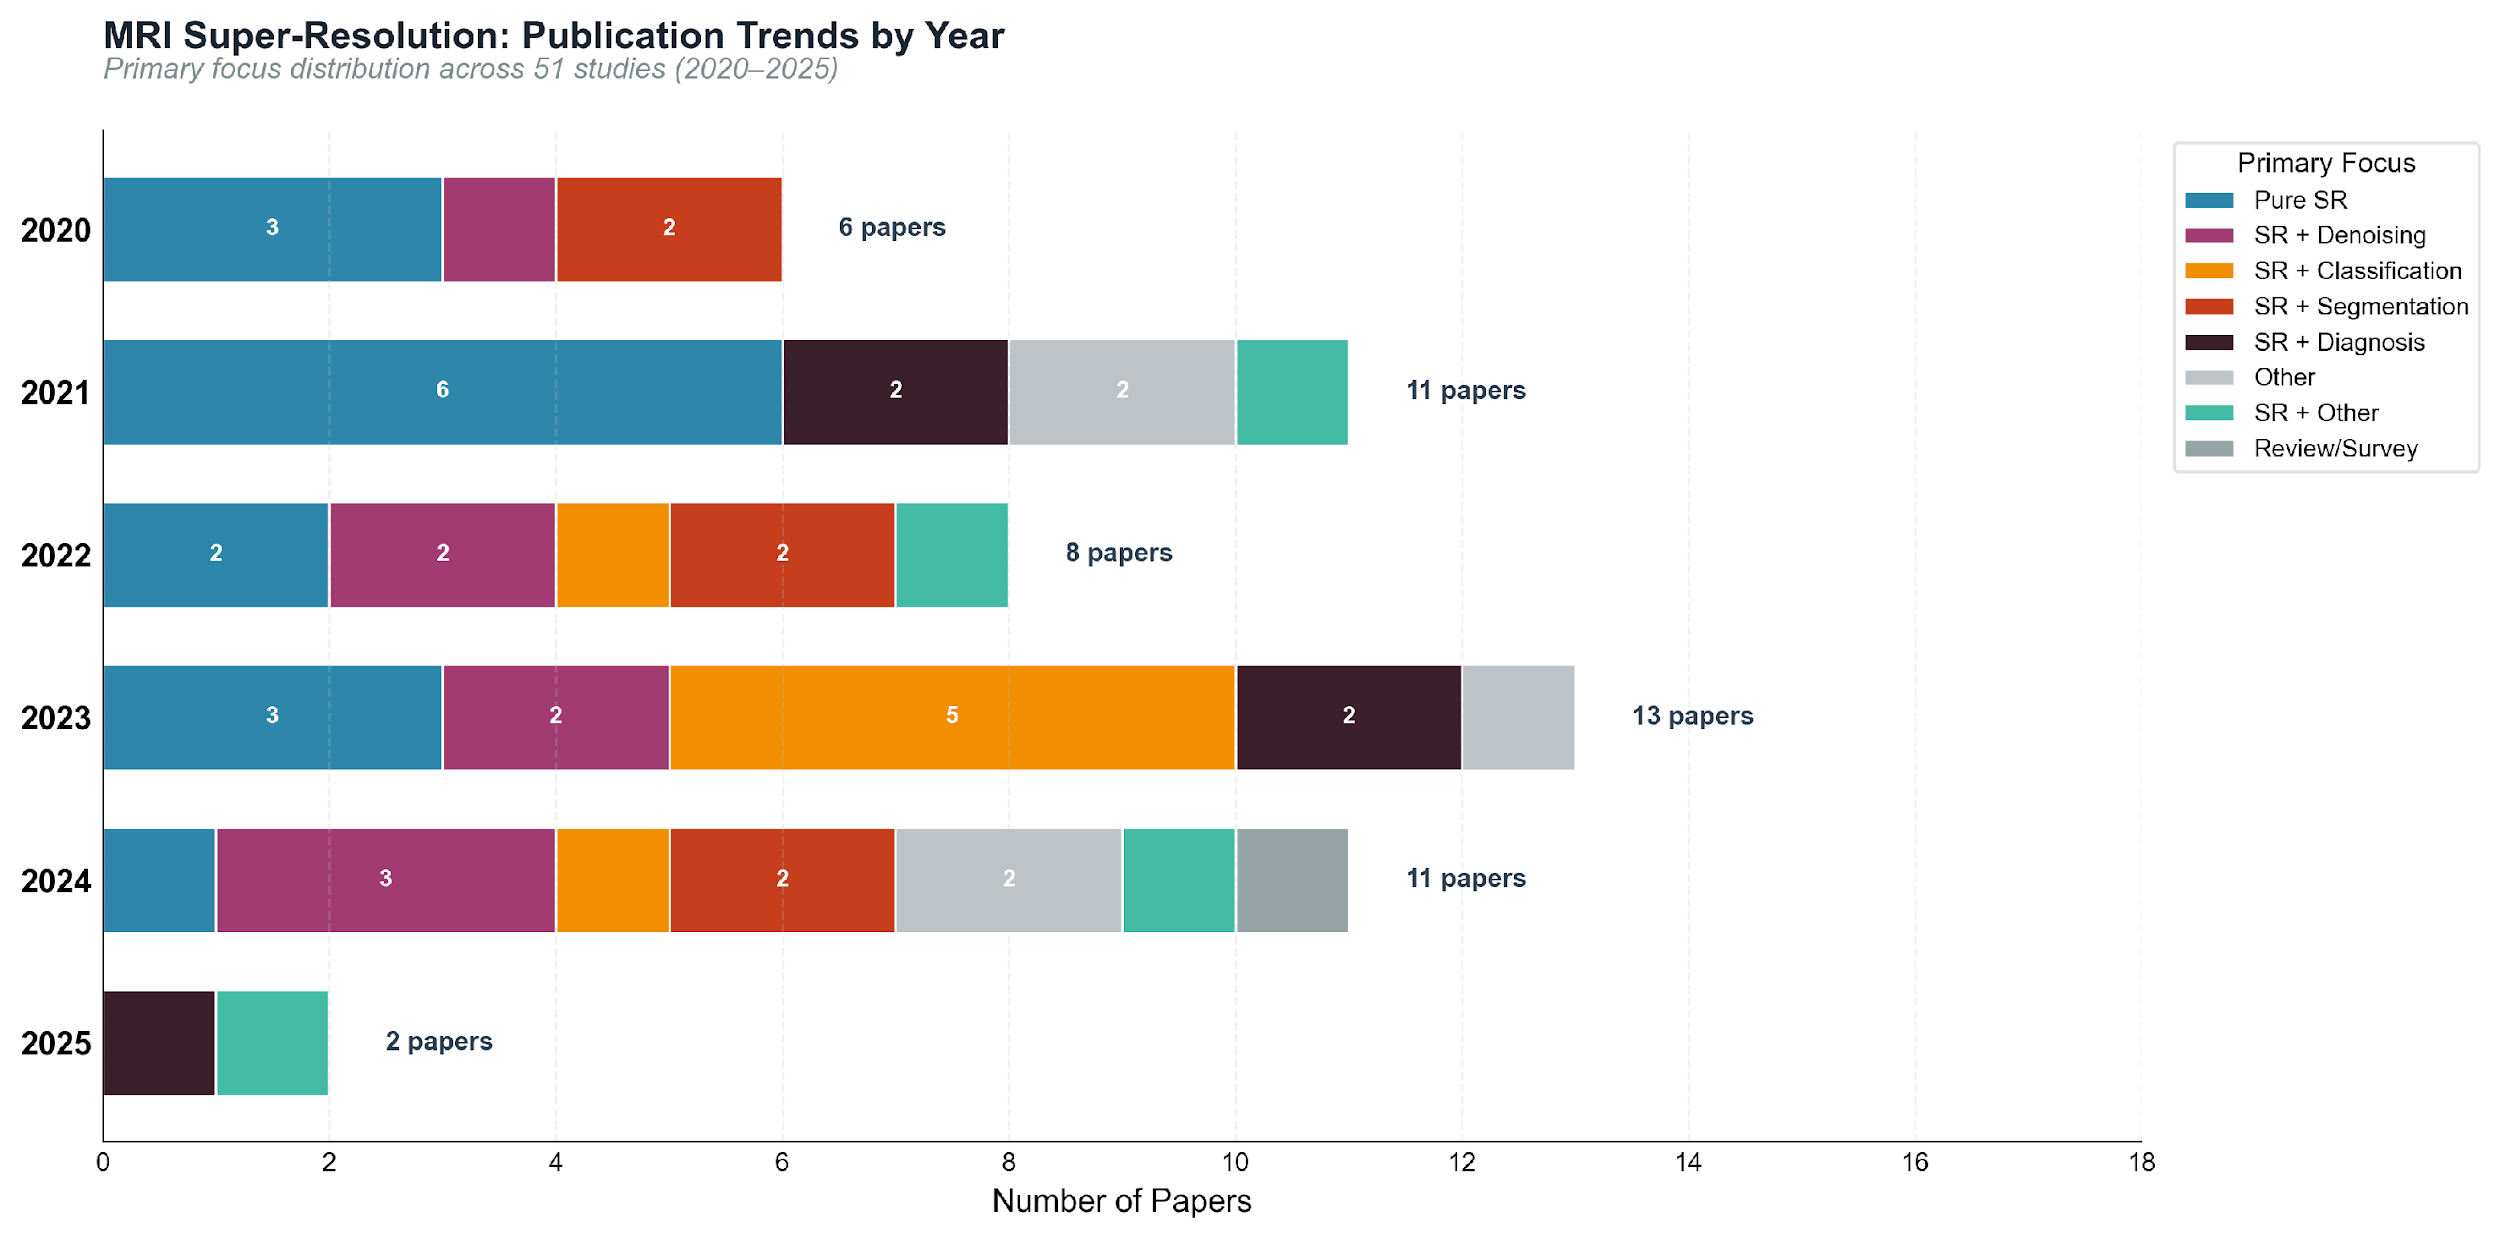 MRI Super-Resolution: Publication Trends by Year
Primary focus distribution across 51 studies (2020–2025)
Primary Focus
Pure SR
SR + Denoising
SR + Classification
SR + Segmentation
SR + Diagnosis
Other
SR + Other
Review/Survey
2020 3 2 6 papers
2021 6 2 2 11 papers
2022 2 2 2 8 papers
2023 3 2 5 2 13 papers
2024 3 2 2 11 papers
2025 2 papers
0 2 4 6 8 10 12 14 16 18
Number of Papers